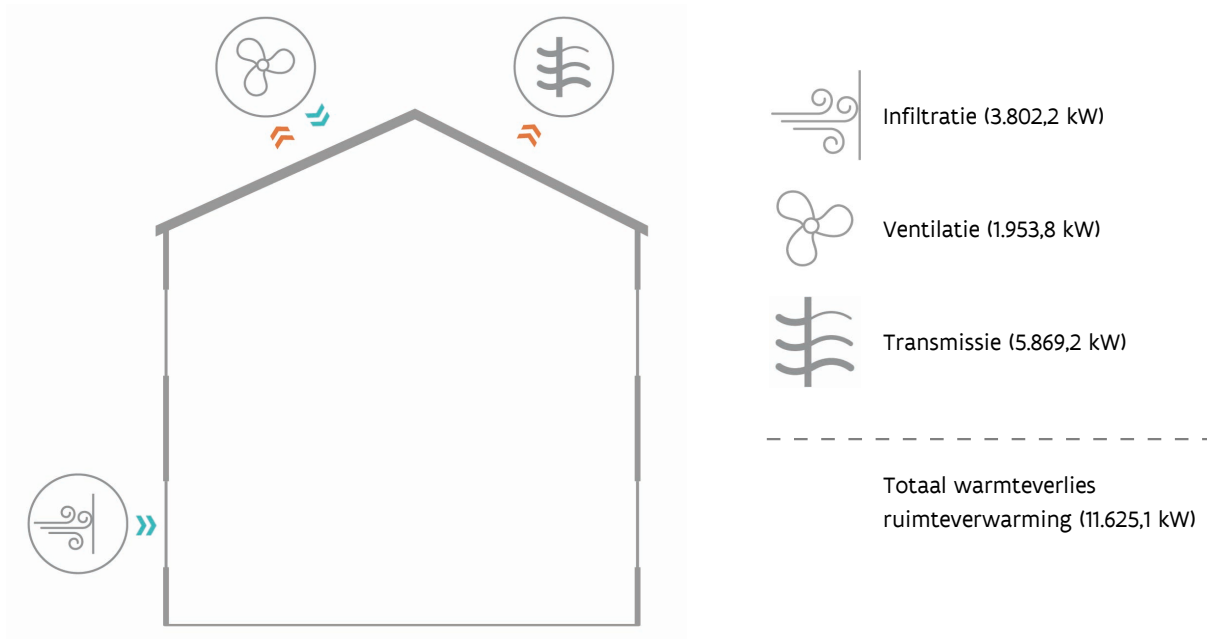 Infiltratie (3.802,2 kW)
Ventilatie (1.953,8 kW)
Transmissie (5.869,2 kW)
Totaal warmteverlies
ruimteverwarming (11.625,1 kW)